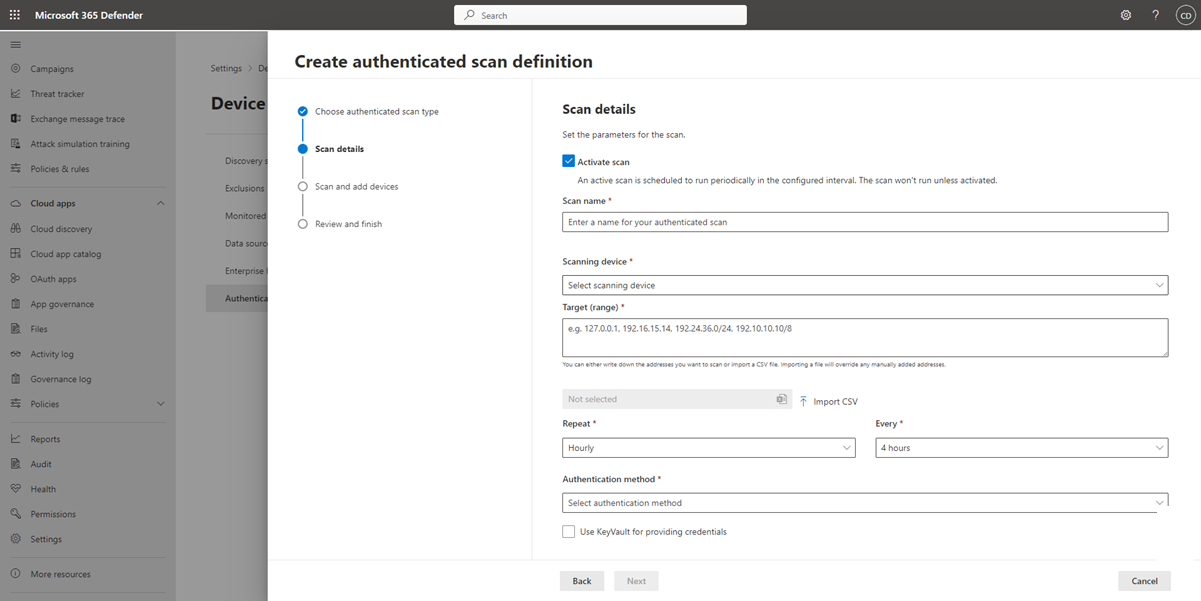 Microsoft 365 Defender
Search
CD
Campaigns
Threat tracker
Exchange message trace
Attack simulation training
Policies & rules
Cloud apps
Cloud discovery
Cloud app catalog
OAuth apps
App governance
Files
Activity log
Governance log
Policies
Reports
Audit
Health
Permissions
Settings
More resources
Settings > De
Device
Discovery s
Exclusions
Monitored
Data source
Enterprise
Authentica
Create authenticated scan definition
Choose authenticated scan type
Scan details
Scan and add devices
Review and finish
Scan details
Set the parameters for the scan.
Activate scan
An active scan is scheduled to run periodically in the configured interval. The scan won't run unless activated.
Scan name *
Enter a name for your authenticated scan
Scanning device *
Select scanning device
Target (range) *
e.g. 127.0.0.1, 192.16.15.14, 192.24.36.0/24, 192.10.10.10/8
You can either write down the addresses you want to scan or import a CSV file. Importing a file will override any manually added addresses.
Not selected
Import CSV
Repeat * Every *
Hourly 4 hours
Authentication method *
Select authentication method
Use KeyVault for providing credentials
Back Next Cancel